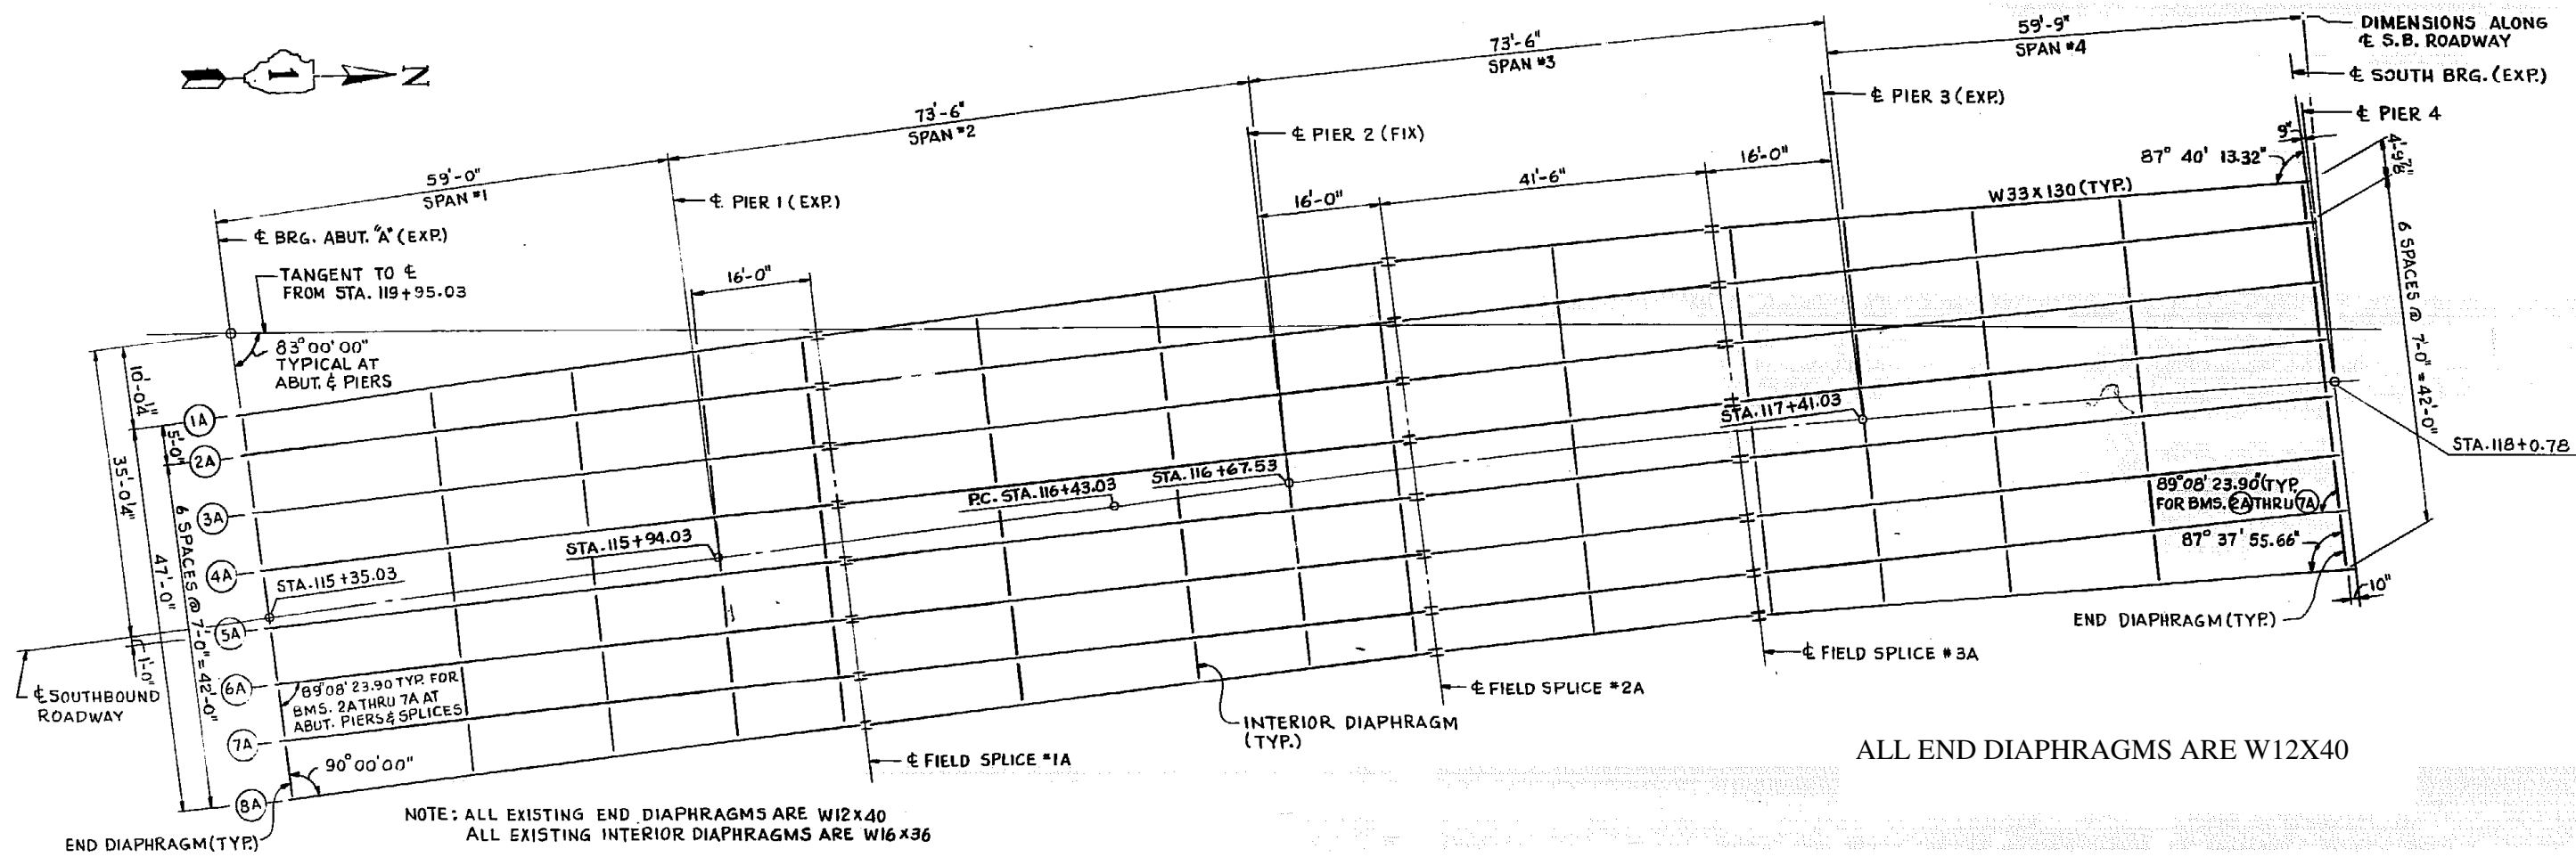 59'-9"
SPAN #4
DIMENSIONS ALONG
℄ S.B. ROADWAY
℄ SOUTH BRG. (EXP.)
73'-6"
SPAN #3
℄ PIER 3 (EXP.)
℄ PIER 4
1
N
73'-6"
SPAN #2
℄ PIER 2 (FIX)
9"
4'-9⅞"
87° 40' 13.32"
16'-0"
41'-6"
16'-0"
W33 X 130 (TYP.)
59'-0"
SPAN #1
℄ PIER 1 (EXP.)
℄ BRG. ABUT. "A" (EXP.)
TANGENT TO ℄
FROM STA. 119+95.03
16'-0"
6 SPACES @ 7'-0" = 42'-0"
83°00'00"
TYPICAL AT
ABUT. & PIERS
10'-0¼"
1A
5'-0"
2A
35'-0¼"
47'-0"
6 SPACES @ 7'-0" = 42'-0"
3A
4A
5A
1'-0"
6A
7A
8A
STA. 117+41.03
STA. 118+0.78
P.C. STA. 116+43.03
STA. 116+67.53
STA. 115+94.03
STA. 115+35.03
89°08' 23.90"(TYP.
FOR BMS. 2A THRU 7A)
87° 37' 55.66"
10"
END DIAPHRAGM (TYP.)
℄ SOUTHBOUND
ROADWAY
89°08' 23.90 TYP. FOR
BMS. 2A THRU 7A AT
ABUT. PIERS & SPLICES
90°00'00"
℄ FIELD SPLICE #3A
℄ FIELD SPLICE #2A
INTERIOR DIAPHRAGM
(TYP.)
℄ FIELD SPLICE #1A
ALL END DIAPHRAGMS ARE W12X40
NOTE: ALL EXISTING END DIAPHRAGMS ARE W12X40
ALL EXISTING INTERIOR DIAPHRAGMS ARE W16X36
END DIAPHRAGM (TYP.)